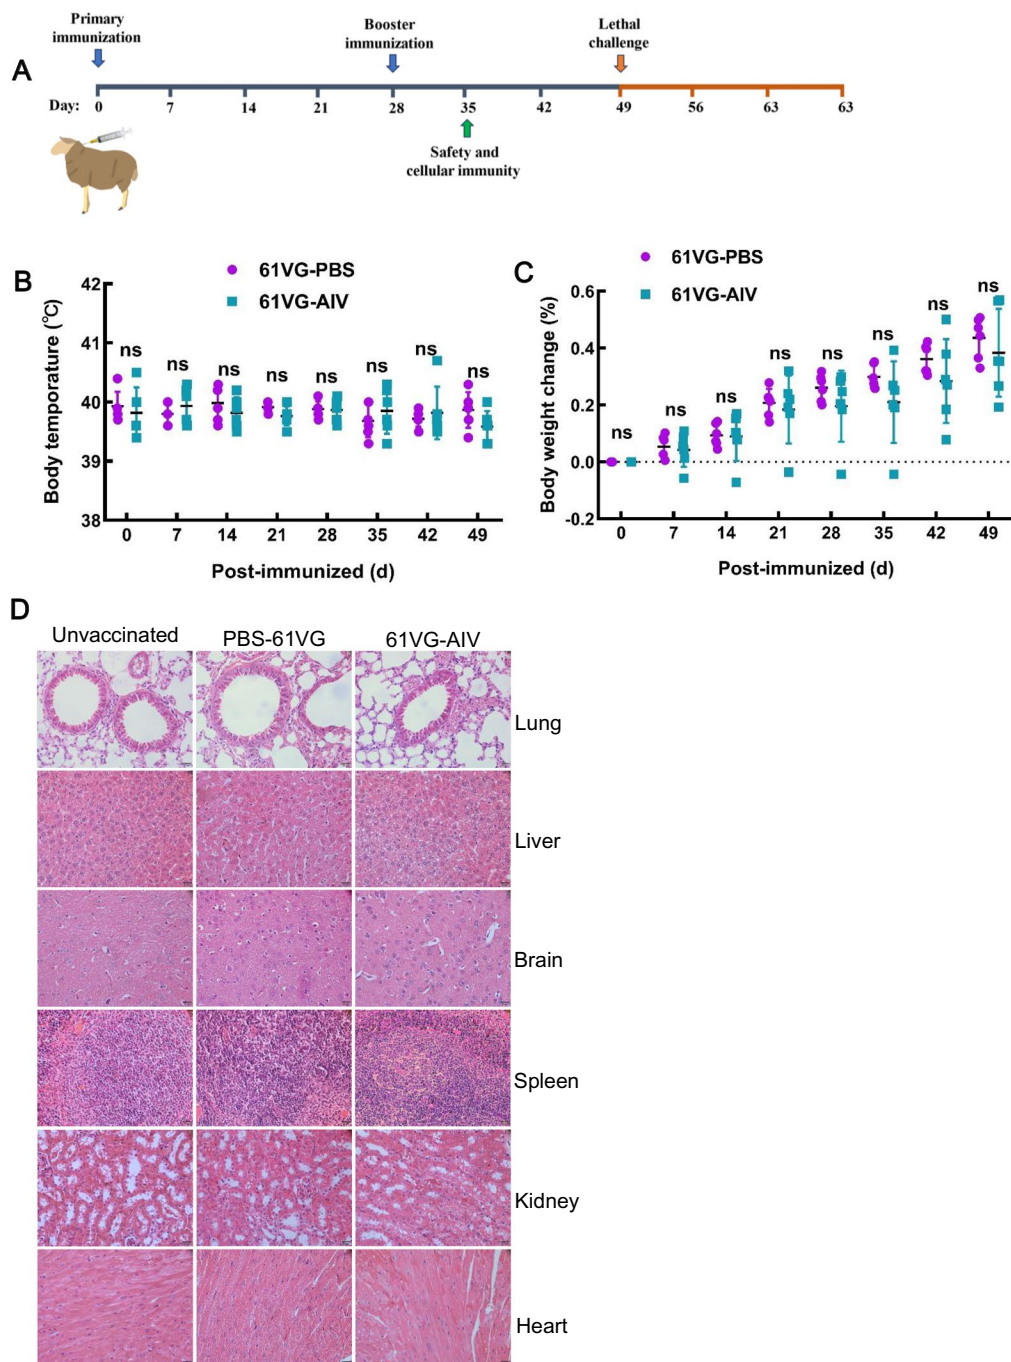 Primary
immunization
Booster
immunization
Lethal
challenge
A
Day: 0 7 14 21 28 35 42 49 56 63 63
Safety and
cellular immunity
B
61VG-PBS
61VG-AIV
Body temperature (°C)
42
41
40
39
38
ns ns ns ns ns ns ns ns
0 7 14 21 28 35 42 49
Post-immunized (d)
C
61VG-PBS
61VG-AIV
Body weight change (%)
0.6
0.4
0.2
0.0
-0.2
ns ns ns ns ns ns ns ns
0 7 14 21 28 35 42 49
Post-immunized (d)
D
Unvaccinated PBS-61VG 61VG-AIV
Lung
Liver
Brain
Spleen
Kidney
Heart